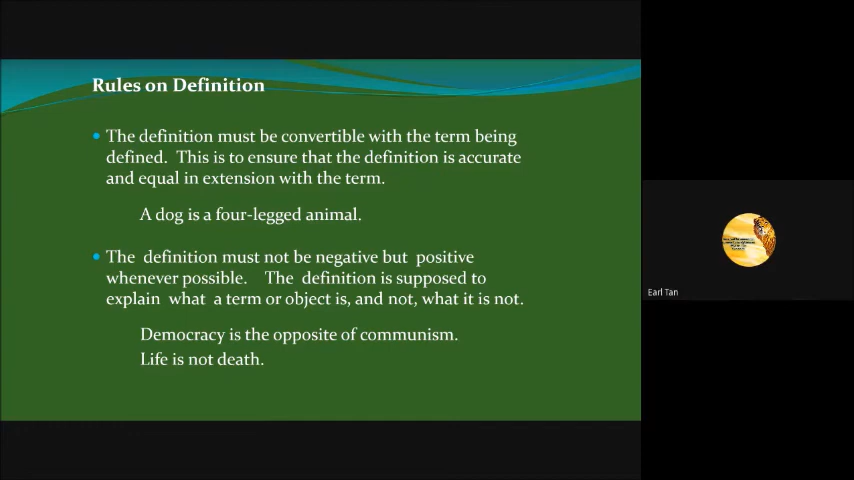 Rules on Definition
The definition must be convertible with the term being
defined. This is to ensure that the definition is accurate
and equal in extension with the term.
A dog is a four-legged animal.
The definition must not be negative but positive
whenever possible. The definition is supposed to
explain what a term or object is, and not, what it is not.
Democracy is the opposite of communism.
Life is not death.
Earl Tan